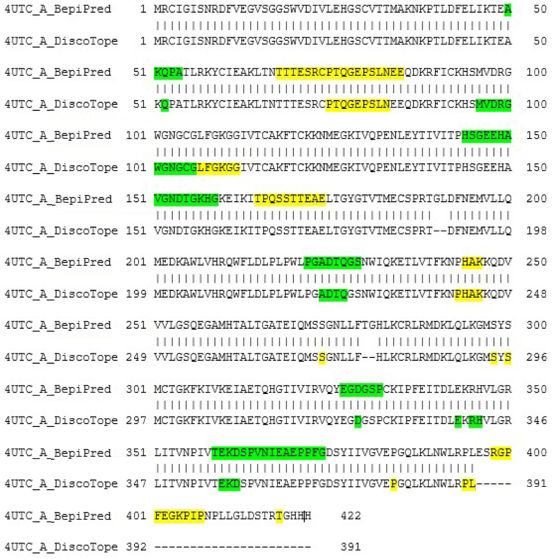 4UTC_A_BepiPred 1 MRCIGISNRDFVEGVSGGSWVDIVLEHGSCVTTMAKNKPTLDFELIKTEA 50
4UTC_A_DiscoTope 1 MRCIGISNRDFVEGVSGGSWVDIVLEHGSCVTTMAKNKPTLDFELIKTEA 50
4UTC_A_BepiPred 51 KQPATLRKYCIEAKLTNTTTESRCPTQGEPSLNEEQDKRFICKHSMVDRG 100
4UTC_A_DiscoTope 51 KQPATLRKYCIEAKLTNTTTESRCPTQGEPSLNEEQDKRFICKHSMVDRG 100
4UTC_A_BepiPred 101 WGNGCGLFGKGGIVTCAKFTCKKNMEGKIVQPENLEYTIVITPHSGEEHA 150
4UTC_A_DiscoTope 101 WGNGCGLFGKGGIVTCAKFTCKKNMEGKIVQPENLEYTIVITPHSGEEHA 150
4UTC_A_BepiPred 151 VGNDTGKHGKEIKITPQSSTTEAELTGYGTVTMECSPRTGLDFNEMVLLQ 200
4UTC_A_DiscoTope 151 VGNDTGKHGKEIKITPQSSTTEAELTGYGTVTMECSPRT--DFNEMVLLQ 198
4UTC_A_BepiPred 201 MEDKAWLVHRQWFLDLPLPWLPGADTQGSNWIQKETLVTFKNPHAKKQDV 250
4UTC_A_DiscoTope 199 MEDKAWLVHRQWFLDLPLPWLPGADTQGSNWIQKETLVTFKNPHAKKQDV 248
4UTC_A_BepiPred 251 VVLGSQEGAMHTALTGATEIQMSSGNLLFTGHLKCRLRMDKLQLKGMSYS 300
4UTC_A_DiscoTope 249 VVLGSQEGAMHTALTGATEIQMSSGNLLF--HLKCRLRMDKLQLKGMSYS 296
4UTC_A_BepiPred 301 MCTGKFKIVKEIAETQHGTIVIRVQYEGDGSPCKIPFEITDLEKRHVLGR 350
4UTC_A_DiscoTope 297 MCTGKFKIVKEIAETQHGTIVIRVQYEGDGSPCKIPFEITDLEKRHVLGR 346
4UTC_A_BepiPred 351 LITVNPIVTEKDSPVNIEAEPPFGDSYIIVGVEPGQLKLNWLRPLESRGP 400
4UTC_A_DiscoTope 347 LITVNPIVTEKDSPVNIEAEPPFGDSYIIVGVEPGQLKLNWLRPL----- 391
4UTC_A_BepiPred 401 FEGKPIPNPLLGLDSTRTGHHH 422
4UTC_A_DiscoTope 392 ---------------------- 391